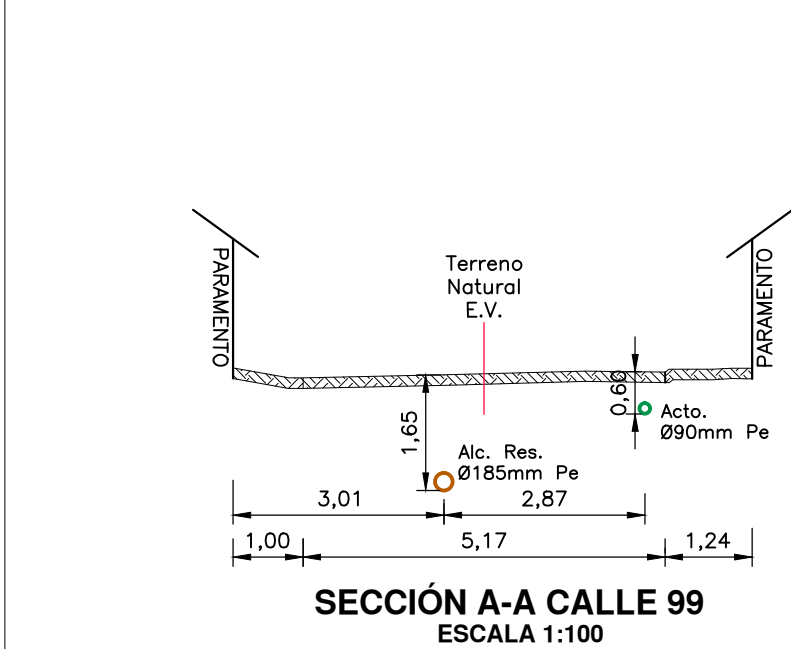 Terreno
Natural
E.V.
PARAMENTO
PARAMENTO
0,60
Acto.
Ø90mm Pe
1,65
Alc. Res.
Ø185mm Pe
3,01
2,87
1,00
5,17
1,24
SECCIÓN A-A CALLE 99
ESCALA 1:100